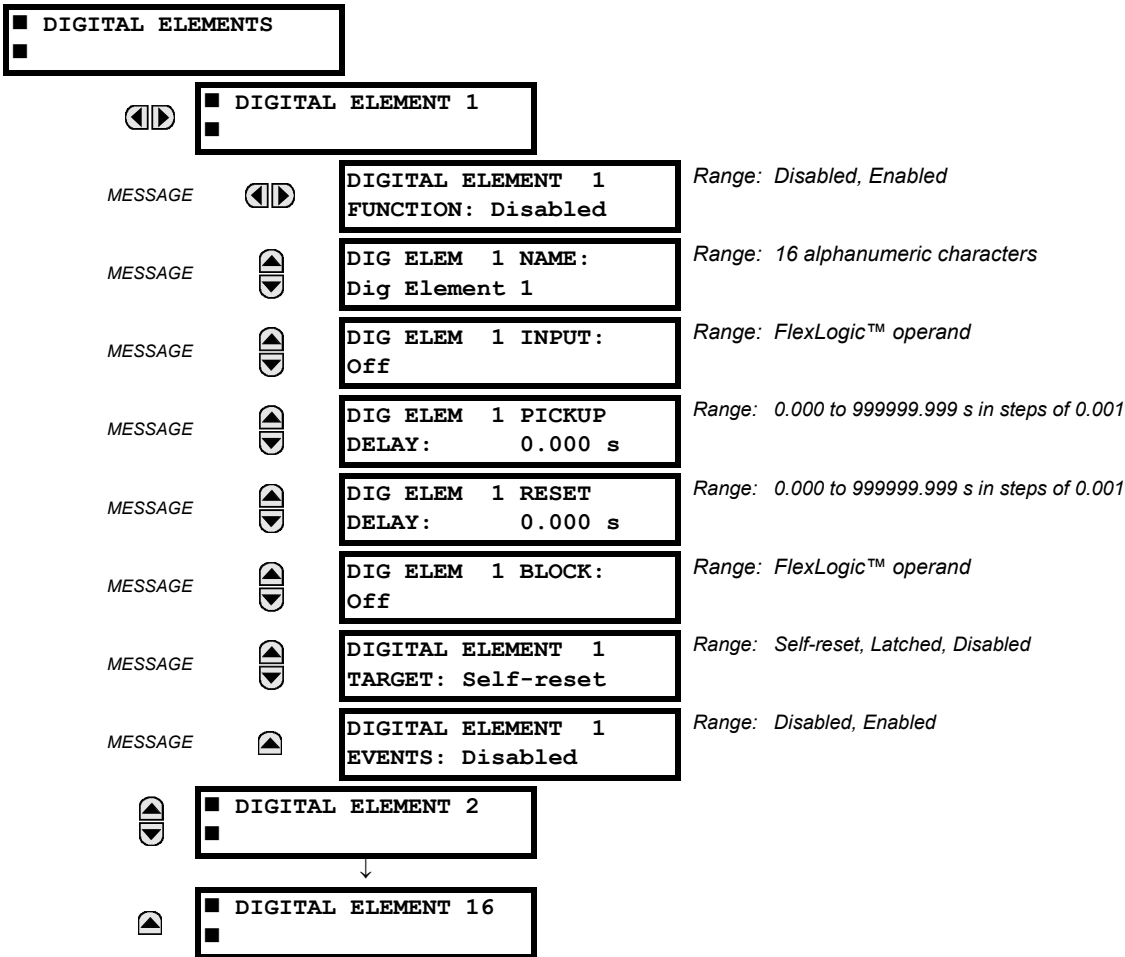 ■ DIGITAL ELEMENTS
■
■ DIGITAL ELEMENT 1
■
MESSAGE
DIGITAL ELEMENT 1
FUNCTION: Disabled
Range: Disabled, Enabled
MESSAGE
DIG ELEM 1 NAME:
Dig Element 1
Range: 16 alphanumeric characters
MESSAGE
DIG ELEM 1 INPUT:
Off
Range: FlexLogic™ operand
MESSAGE
DIG ELEM 1 PICKUP
DELAY: 0.000 s
Range: 0.000 to 999999.999 s in steps of 0.001
MESSAGE
DIG ELEM 1 RESET
DELAY: 0.000 s
Range: 0.000 to 999999.999 s in steps of 0.001
MESSAGE
DIG ELEM 1 BLOCK:
Off
Range: FlexLogic™ operand
MESSAGE
DIGITAL ELEMENT 1
TARGET: Self-reset
Range: Self-reset, Latched, Disabled
MESSAGE
DIGITAL ELEMENT 1
EVENTS: Disabled
Range: Disabled, Enabled
■ DIGITAL ELEMENT 2
■
↓
■ DIGITAL ELEMENT 16
■